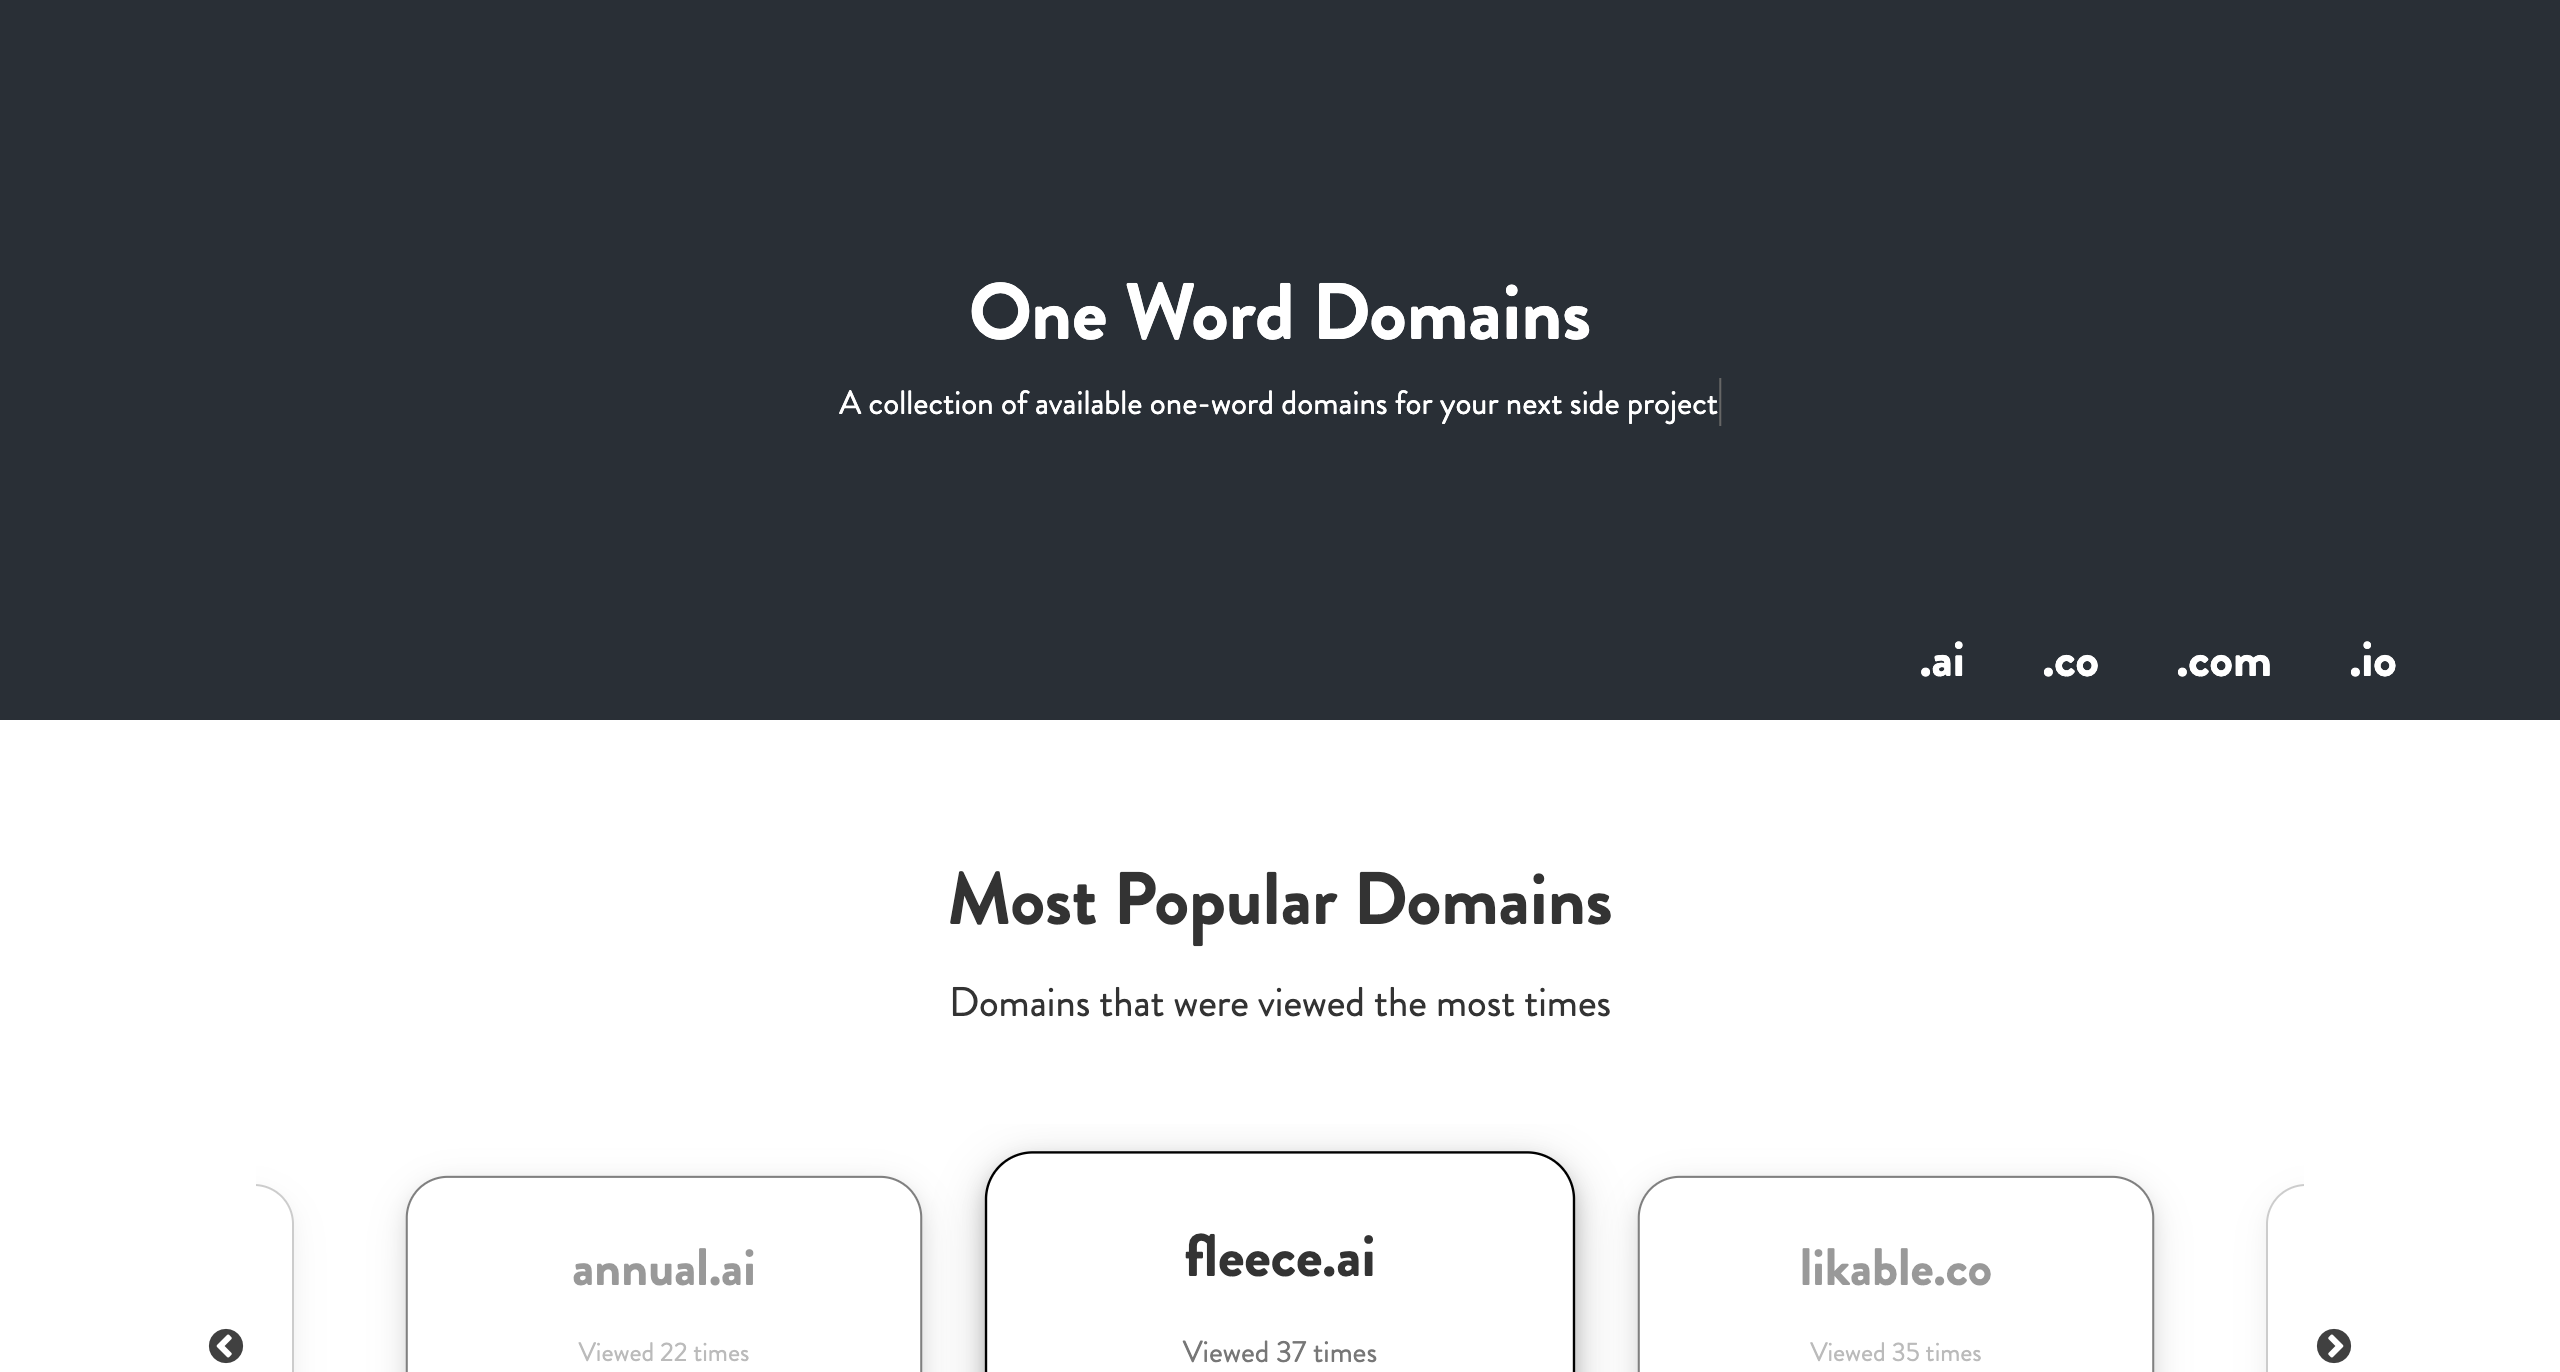 One Word Domains
A collection of available one-word domains for your next side project
.ai .co .com .io
Most Popular Domains
Domains that were viewed the most times
annual.ai
Viewed 22 times
fleece.ai
Viewed 37 times
likable.co
Viewed 35 times